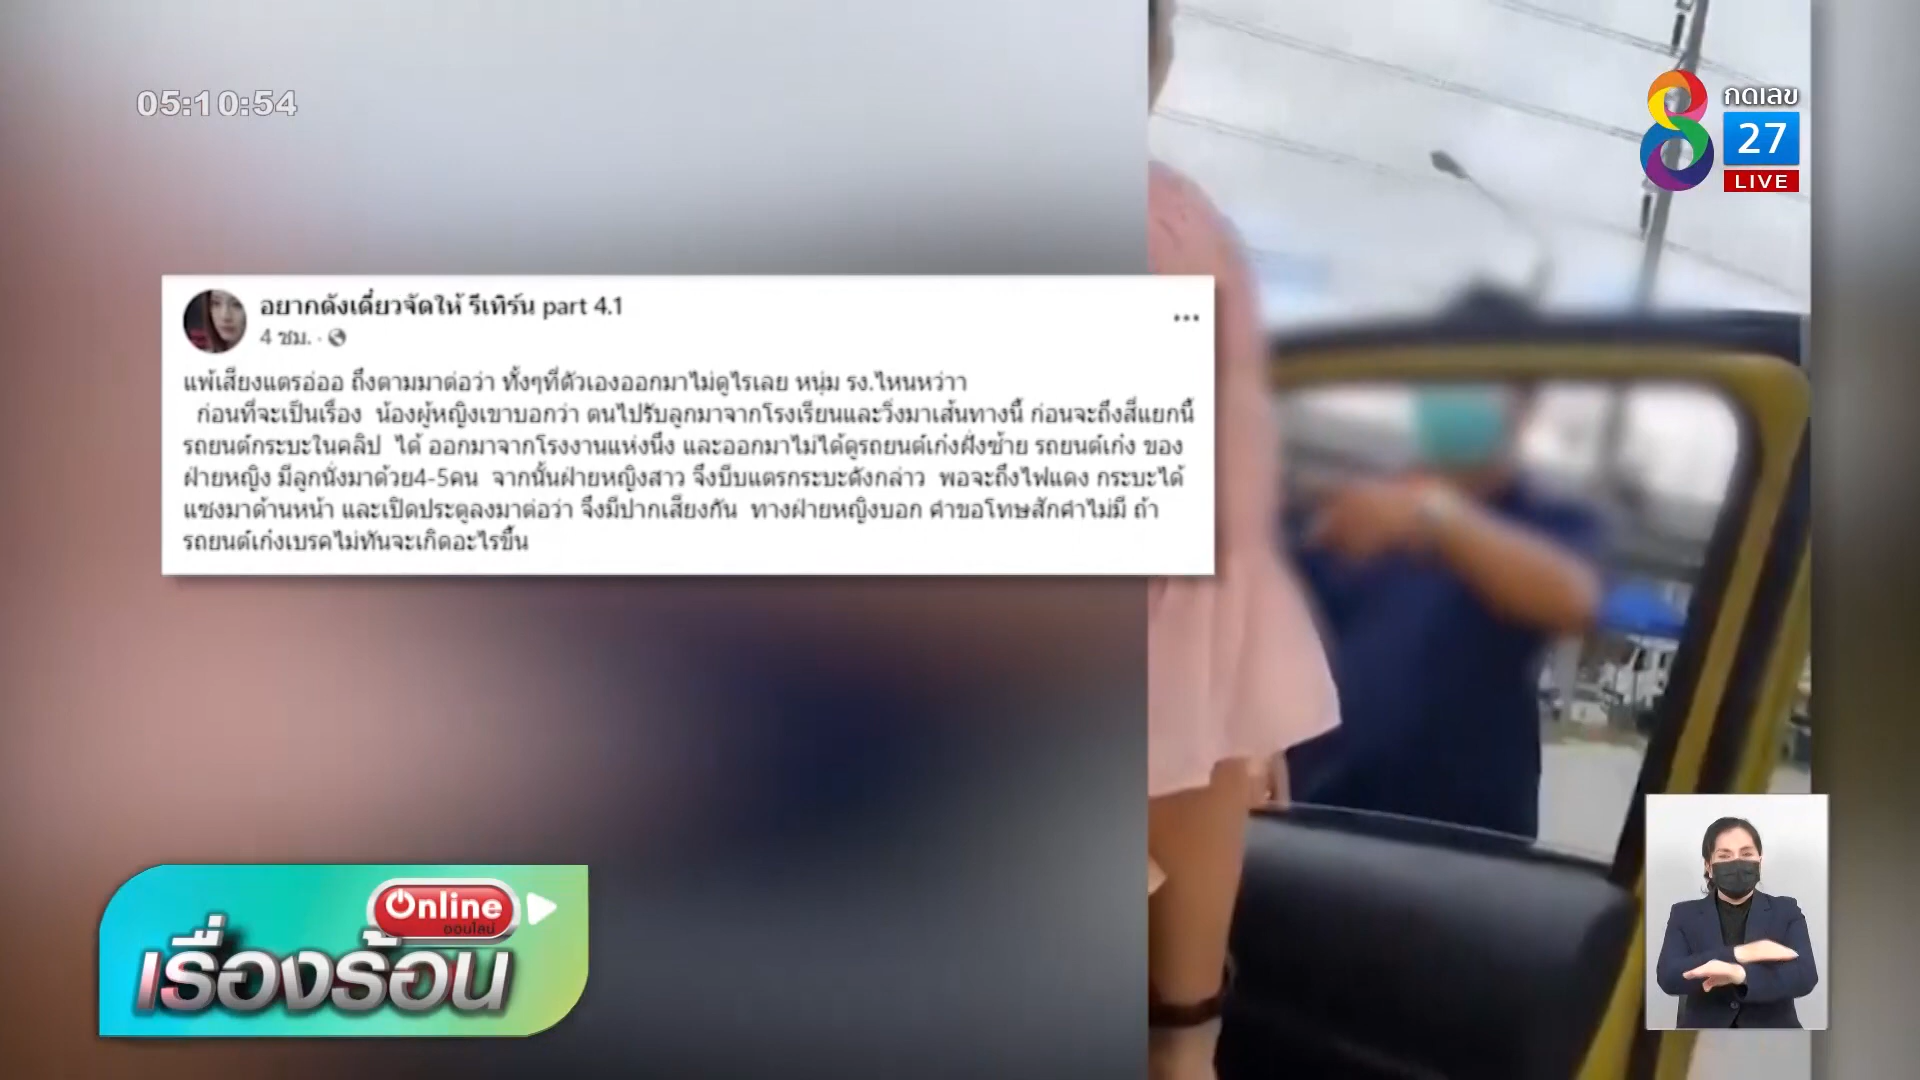 05:10:54
กดเลข
27
LIVE
อยากดังเดี๋ยวจัดให้ รีเทิร์น part 4.1
4 ชม.
แพ้เสียงแตรอ่ออ ถึงตามมาต่อว่า ทั้งๆที่ตัวเองออกมาไม่ดูไรเลย หนุ่ม รง.ไหนหว่าา
ก่อนที่จะเป็นเรื่อง น้องผู้หญิงเขาบอกว่า ตนไปรับลูกมาจากโรงเรียนและวิ่งมาเส้นทางนี้ ก่อนจะถึงสี่แยกนี้
รถยนต์กระบะในคลิป ได้ ออกมาจากโรงงานแห่งนึง และออกมาไม่ได้ดูรถยนต์เก๋งฝั่งซ้าย รถยนต์เก๋ง ของ
ฝ่ายหญิง มีลูกนั่งมาด้วย4-5คน จากนั้นฝ่ายหญิงสาว จึงบีบแตรกระบะดังกล่าว พอจะถึงไฟแดง กระบะได้
แซงมาด้านหน้า และเปิดประตูลงมาต่อว่า จึงมีปากเสียงกัน ทางฝ่ายหญิงบอก คำขอโทษสักคำไม่มี ถ้า
รถยนต์เก๋งเบรคไม่ทันจะเกิดอะไรขึ้น
Online
ออนไลน์
เรื่องร้อน